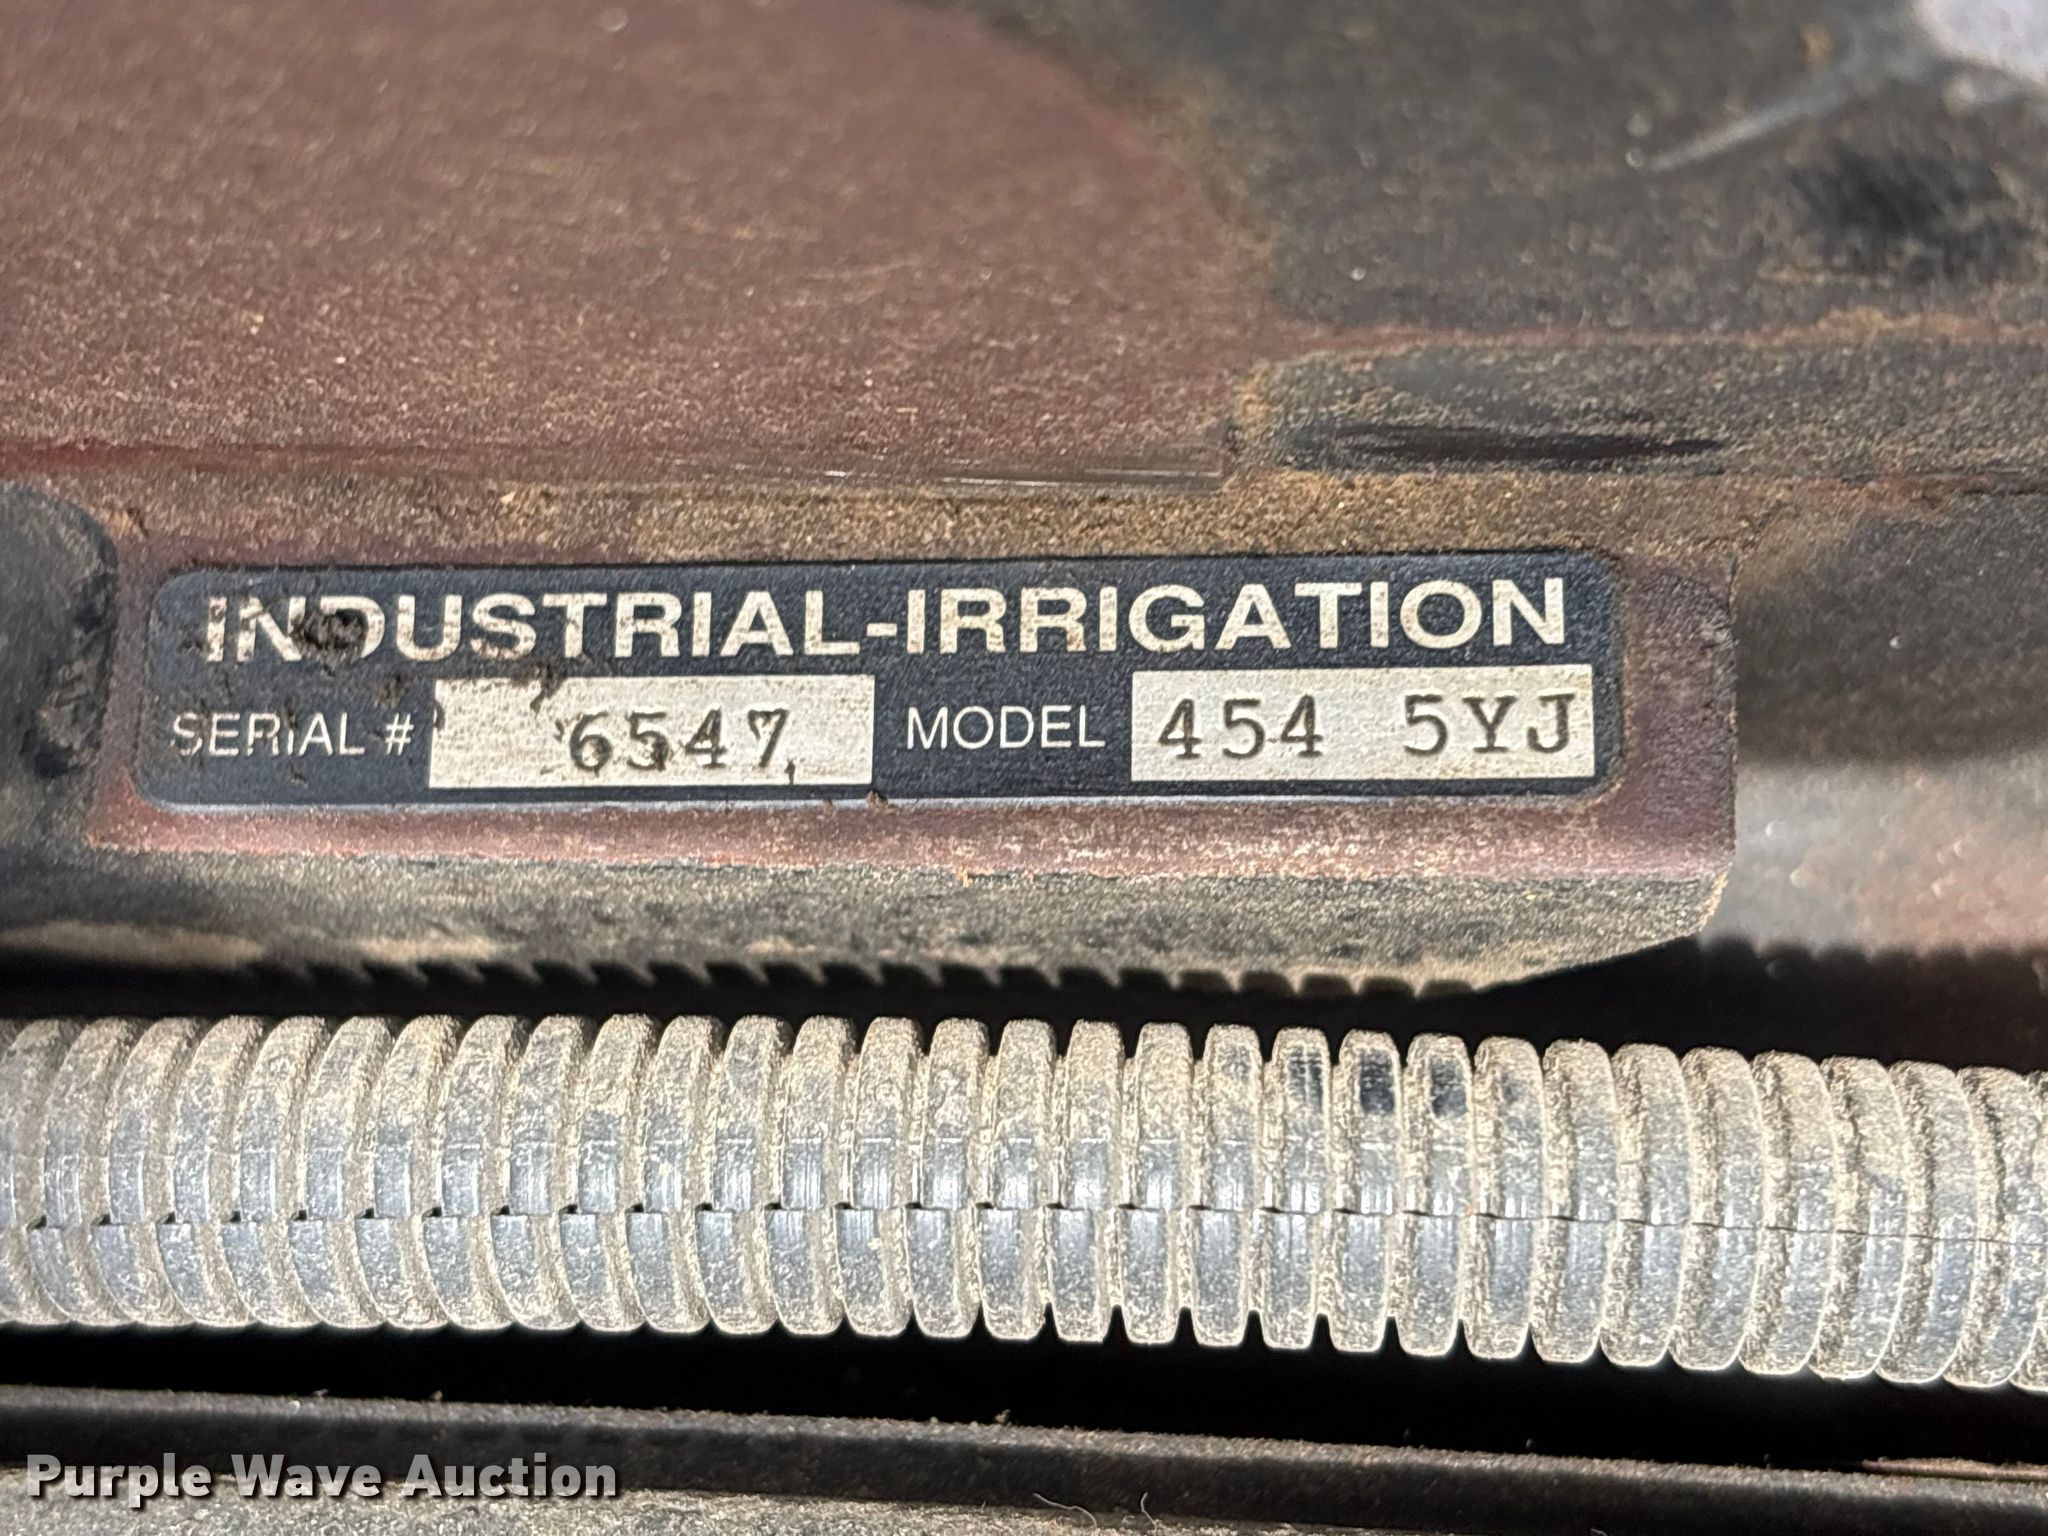 INDUSTRIAL-IRRIGATION
SERIAL # 6547 MODEL 454 5YJ
Purple Wave Auction